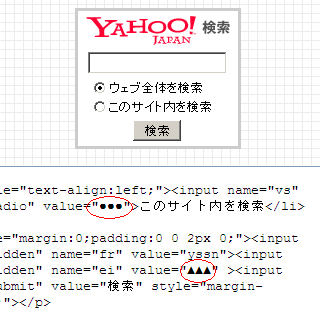 YAHOO! 検索
JAPAN
ウェブ全体を検索
このサイト内を検索
検索
le="text-align:left;"><input name="vs"
adio" value="●●●">このサイト内を検索</li>
e="margin:0;padding:0 0 2px 0;"><input
dden" name="fr" value="yssn"><input
dden" name="ei" value="▲▲▲" ><input
ubmit" value="検索" style="margin-
"></p>